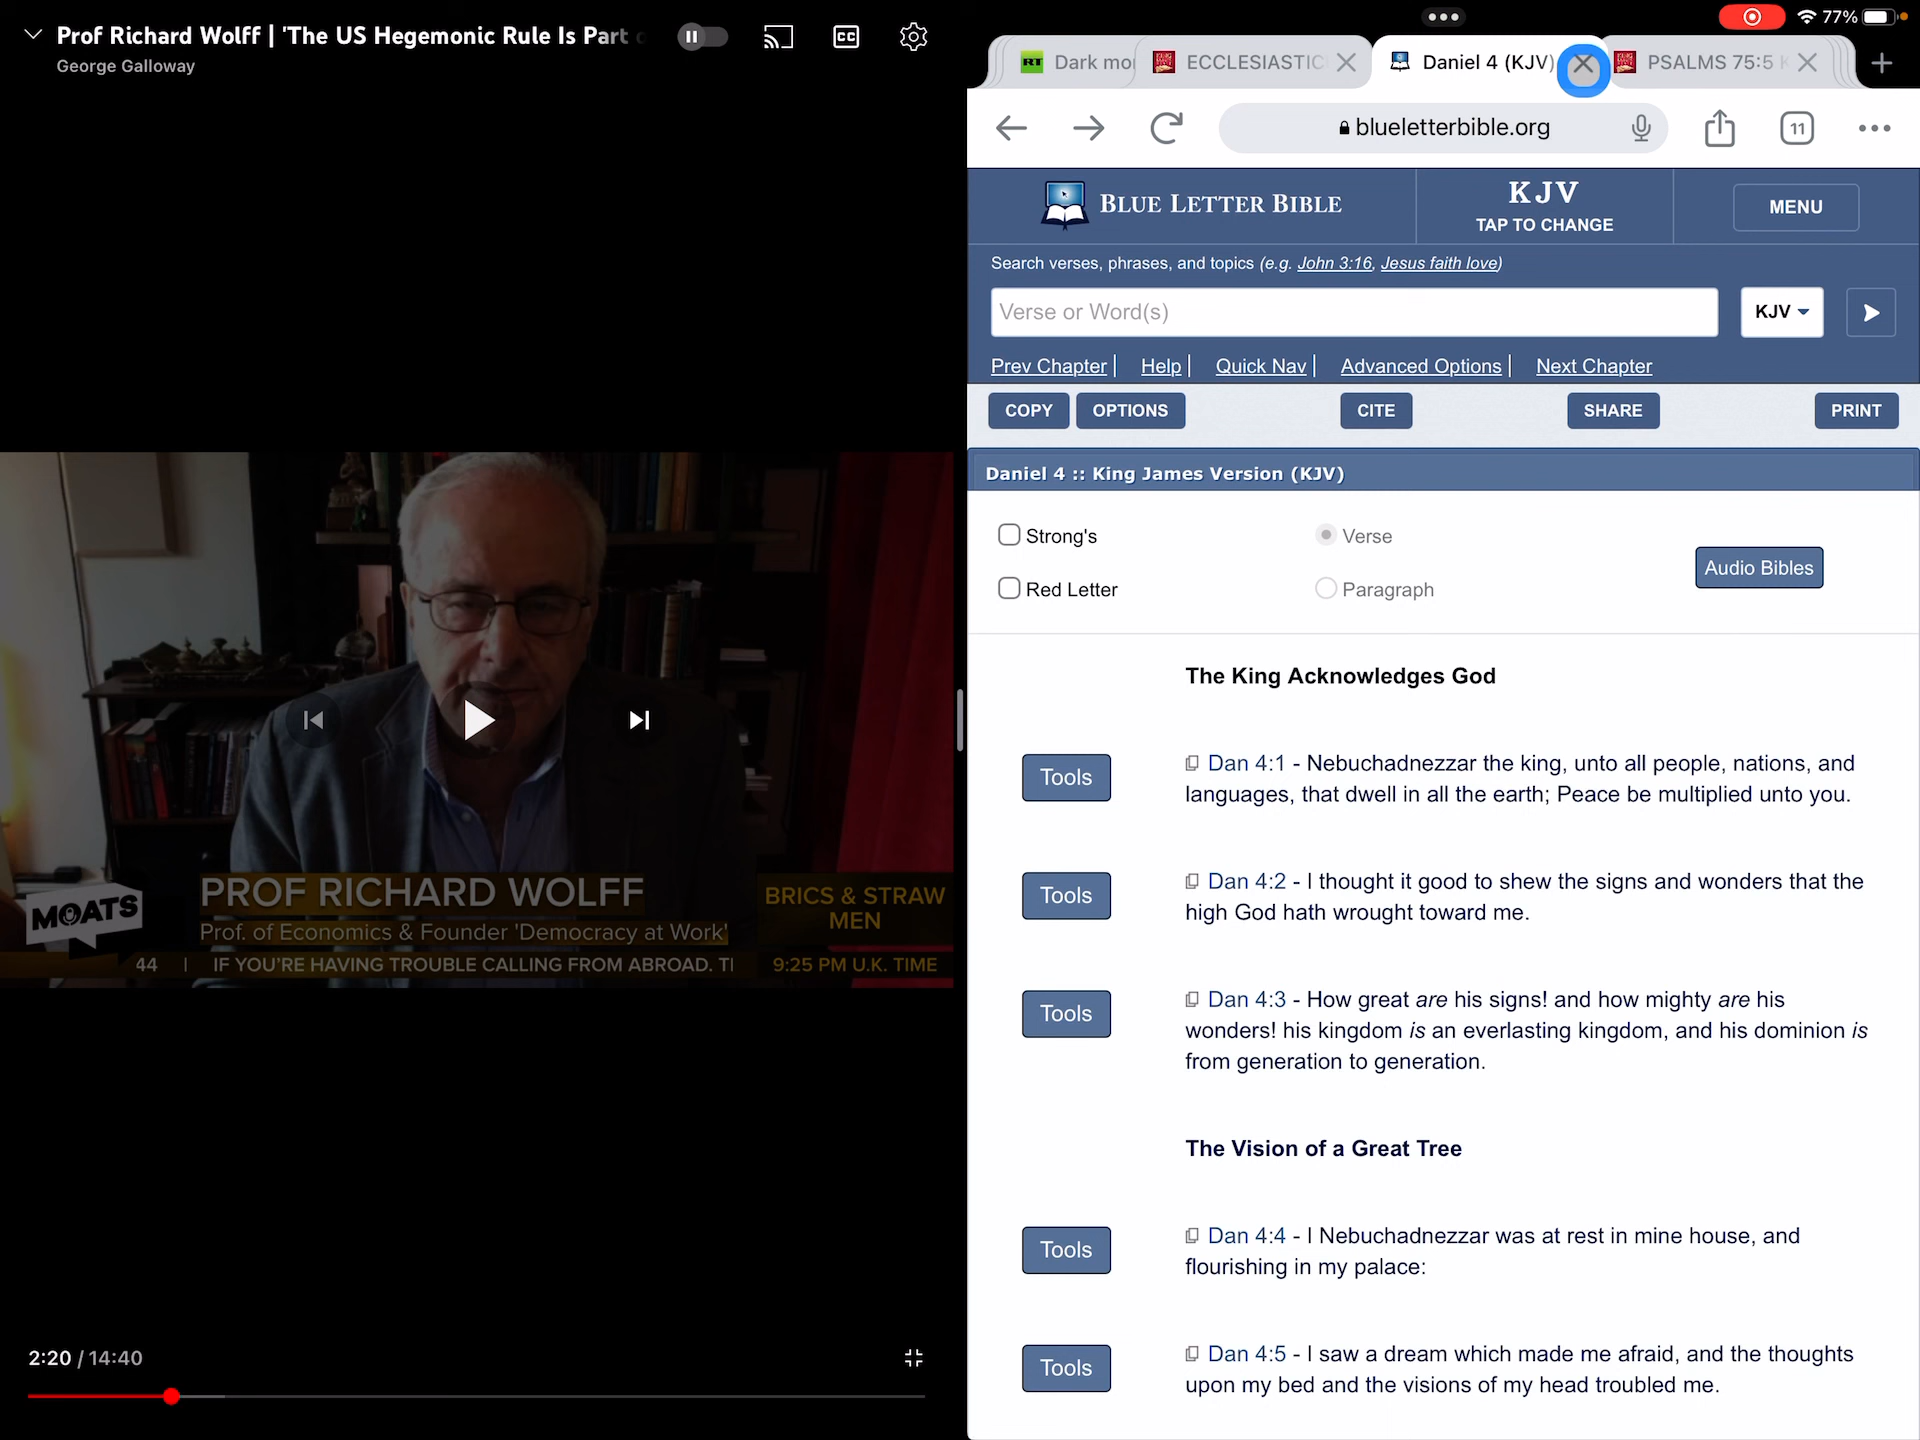 Prof Richard Wolff | 'The US Hegemonic Rule Is Part
George Galloway
MOATS
PROF RICHARD WOLFF
Prof. of Economics & Founder 'Democracy at Work'
BRICS & STRAW
MEN
44 | IF YOU'RE HAVING TROUBLE CALLING FROM ABROAD.
9:25 PM U.K. TIME
2:20 / 14:40
77%
RT Dark mo
ECCLESIASTIC
Daniel 4 (KJV)
PSALMS 75:5 K
blueletterbible.org
11
BLUE LETTER BIBLE
KJV
TAP TO CHANGE
MENU
Search verses, phrases, and topics (e.g. John 3:16, Jesus faith love)
Verse or Word(s)
KJV
Prev Chapter | Help | Quick Nav | Advanced Options | Next Chapter
COPY OPTIONS CITE SHARE PRINT
Daniel 4 :: King James Version (KJV)
Strong's
Verse
Red Letter
Paragraph
Audio Bibles
The King Acknowledges God
Tools
Dan 4:1 - Nebuchadnezzar the king, unto all people, nations, and
languages, that dwell in all the earth; Peace be multiplied unto you.
Tools
Dan 4:2 - I thought it good to shew the signs and wonders that the
high God hath wrought toward me.
Tools
Dan 4:3 - How great are his signs! and how mighty are his
wonders! his kingdom is an everlasting kingdom, and his dominion is
from generation to generation.
The Vision of a Great Tree
Tools
Dan 4:4 - I Nebuchadnezzar was at rest in mine house, and
flourishing in my palace:
Tools
Dan 4:5 - I saw a dream which made me afraid, and the thoughts
upon my bed and the visions of my head troubled me.